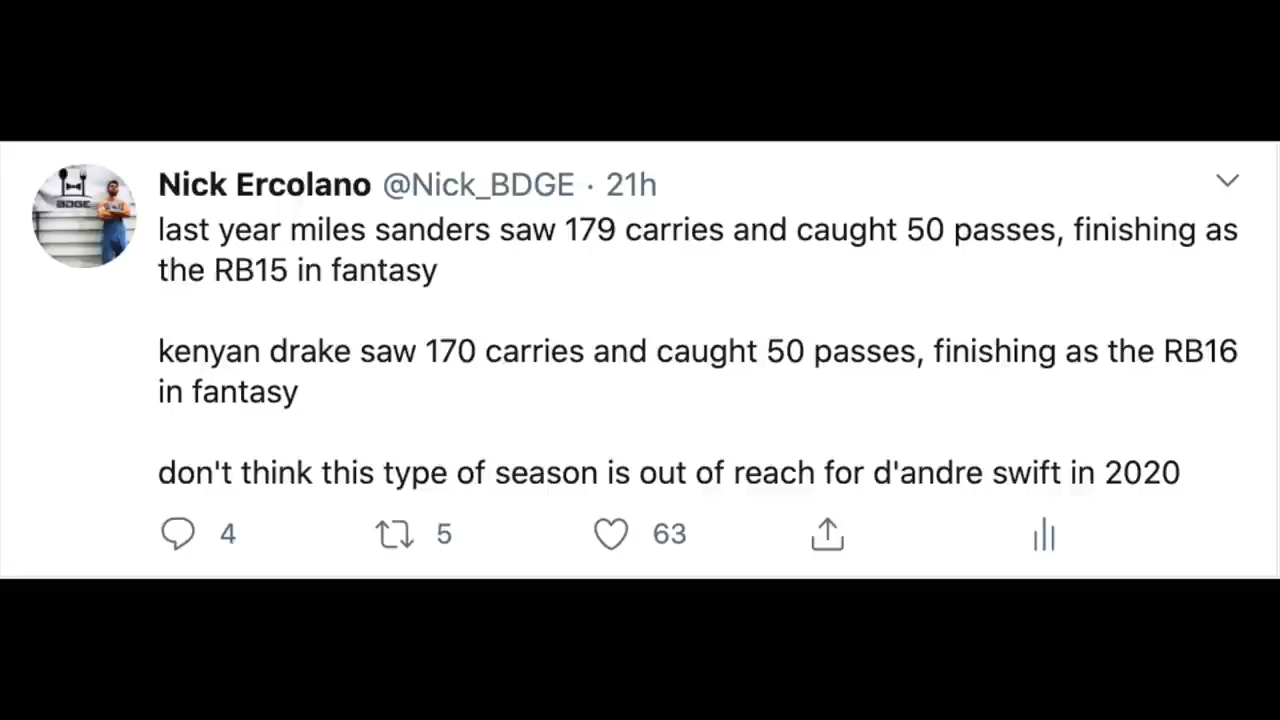 Nick Ercolano @Nick_BDGE · 21h
last year miles sanders saw 179 carries and caught 50 passes, finishing as
the RB15 in fantasy
kenyan drake saw 170 carries and caught 50 passes, finishing as the RB16
in fantasy
don't think this type of season is out of reach for d'andre swift in 2020
4 5 63
BDGE